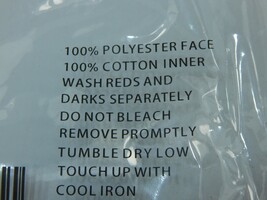 100% POLYESTER FACE
100% COTTON INNER
WASH REDS AND
DARKS SEPARATELY
DO NOT BLEACH
REMOVE PROMPTLY
TUMBLE DRY LOW
TOUCH UP WITH
COOL IRON